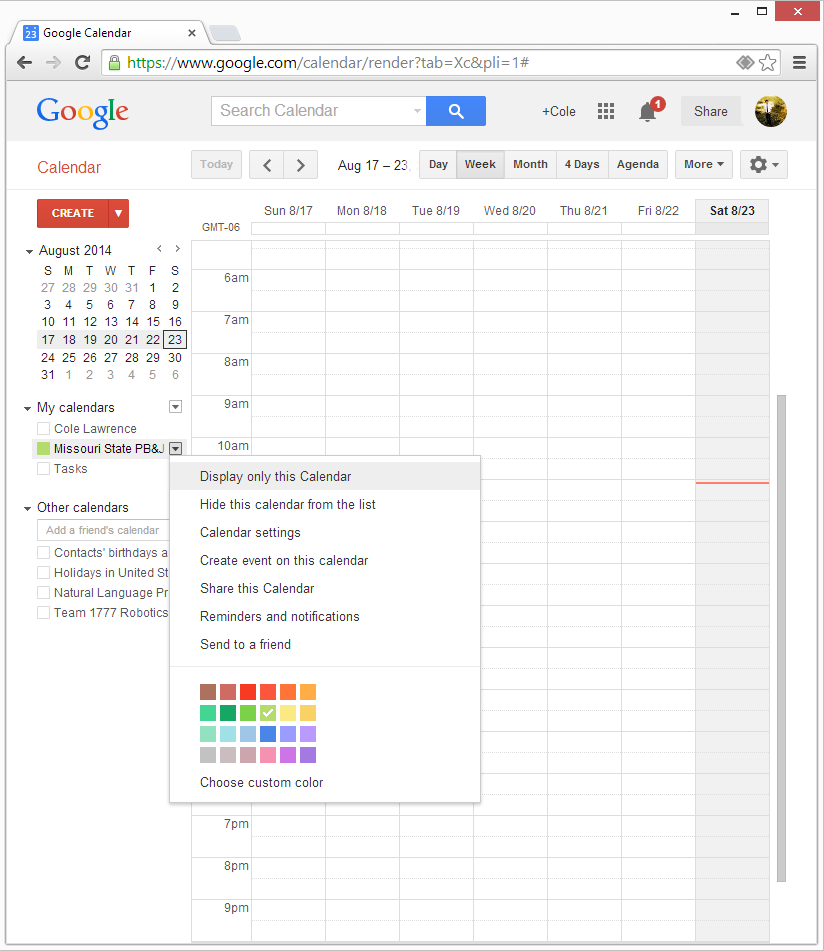 23 Google Calendar
https://www.google.com/calendar/render?tab=Xc&pli=1#
Google Search Calendar +Cole 1 Share
Calendar Today Aug 17 – 23, Day Week Month 4 Days Agenda More
CREATE
GMT-06 Sun 8/17 Mon 8/18 Tue 8/19 Wed 8/20 Thu 8/21 Fri 8/22 Sat 8/23
August 2014
S M T W T F S
27 28 29 30 31 1 2
3 4 5 6 7 8 9
10 11 12 13 14 15 16
17 18 19 20 21 22 23
24 25 26 27 28 29 30
31 1 2 3 4 5 6
My calendars
Cole Lawrence
Missouri State PB&J
Tasks
Other calendars
Add a friend's calendar
Contacts' birthdays a
Holidays in United St
Natural Language Pr
Team 1777 Robotics
6am
7am
8am
9am
10am
Display only this Calendar
Hide this calendar from the list
Calendar settings
Create event on this calendar
Share this Calendar
Reminders and notifications
Send to a friend
Choose custom color
7pm
8pm
9pm